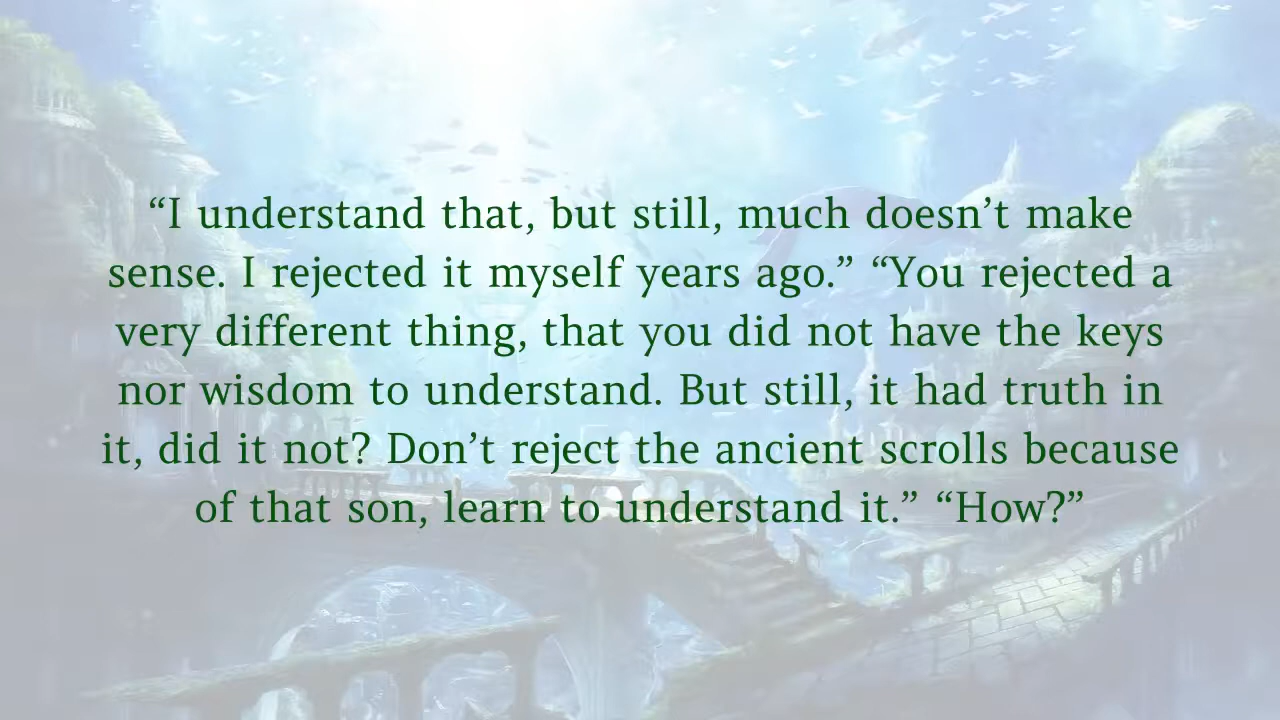 “I understand that, but still, much doesn’t make
sense. I rejected it myself years ago.” “You rejected a
very different thing, that you did not have the keys
nor wisdom to understand. But still, it had truth in
it, did it not? Don’t reject the ancient scrolls because
of that son, learn to understand it.” “How?”